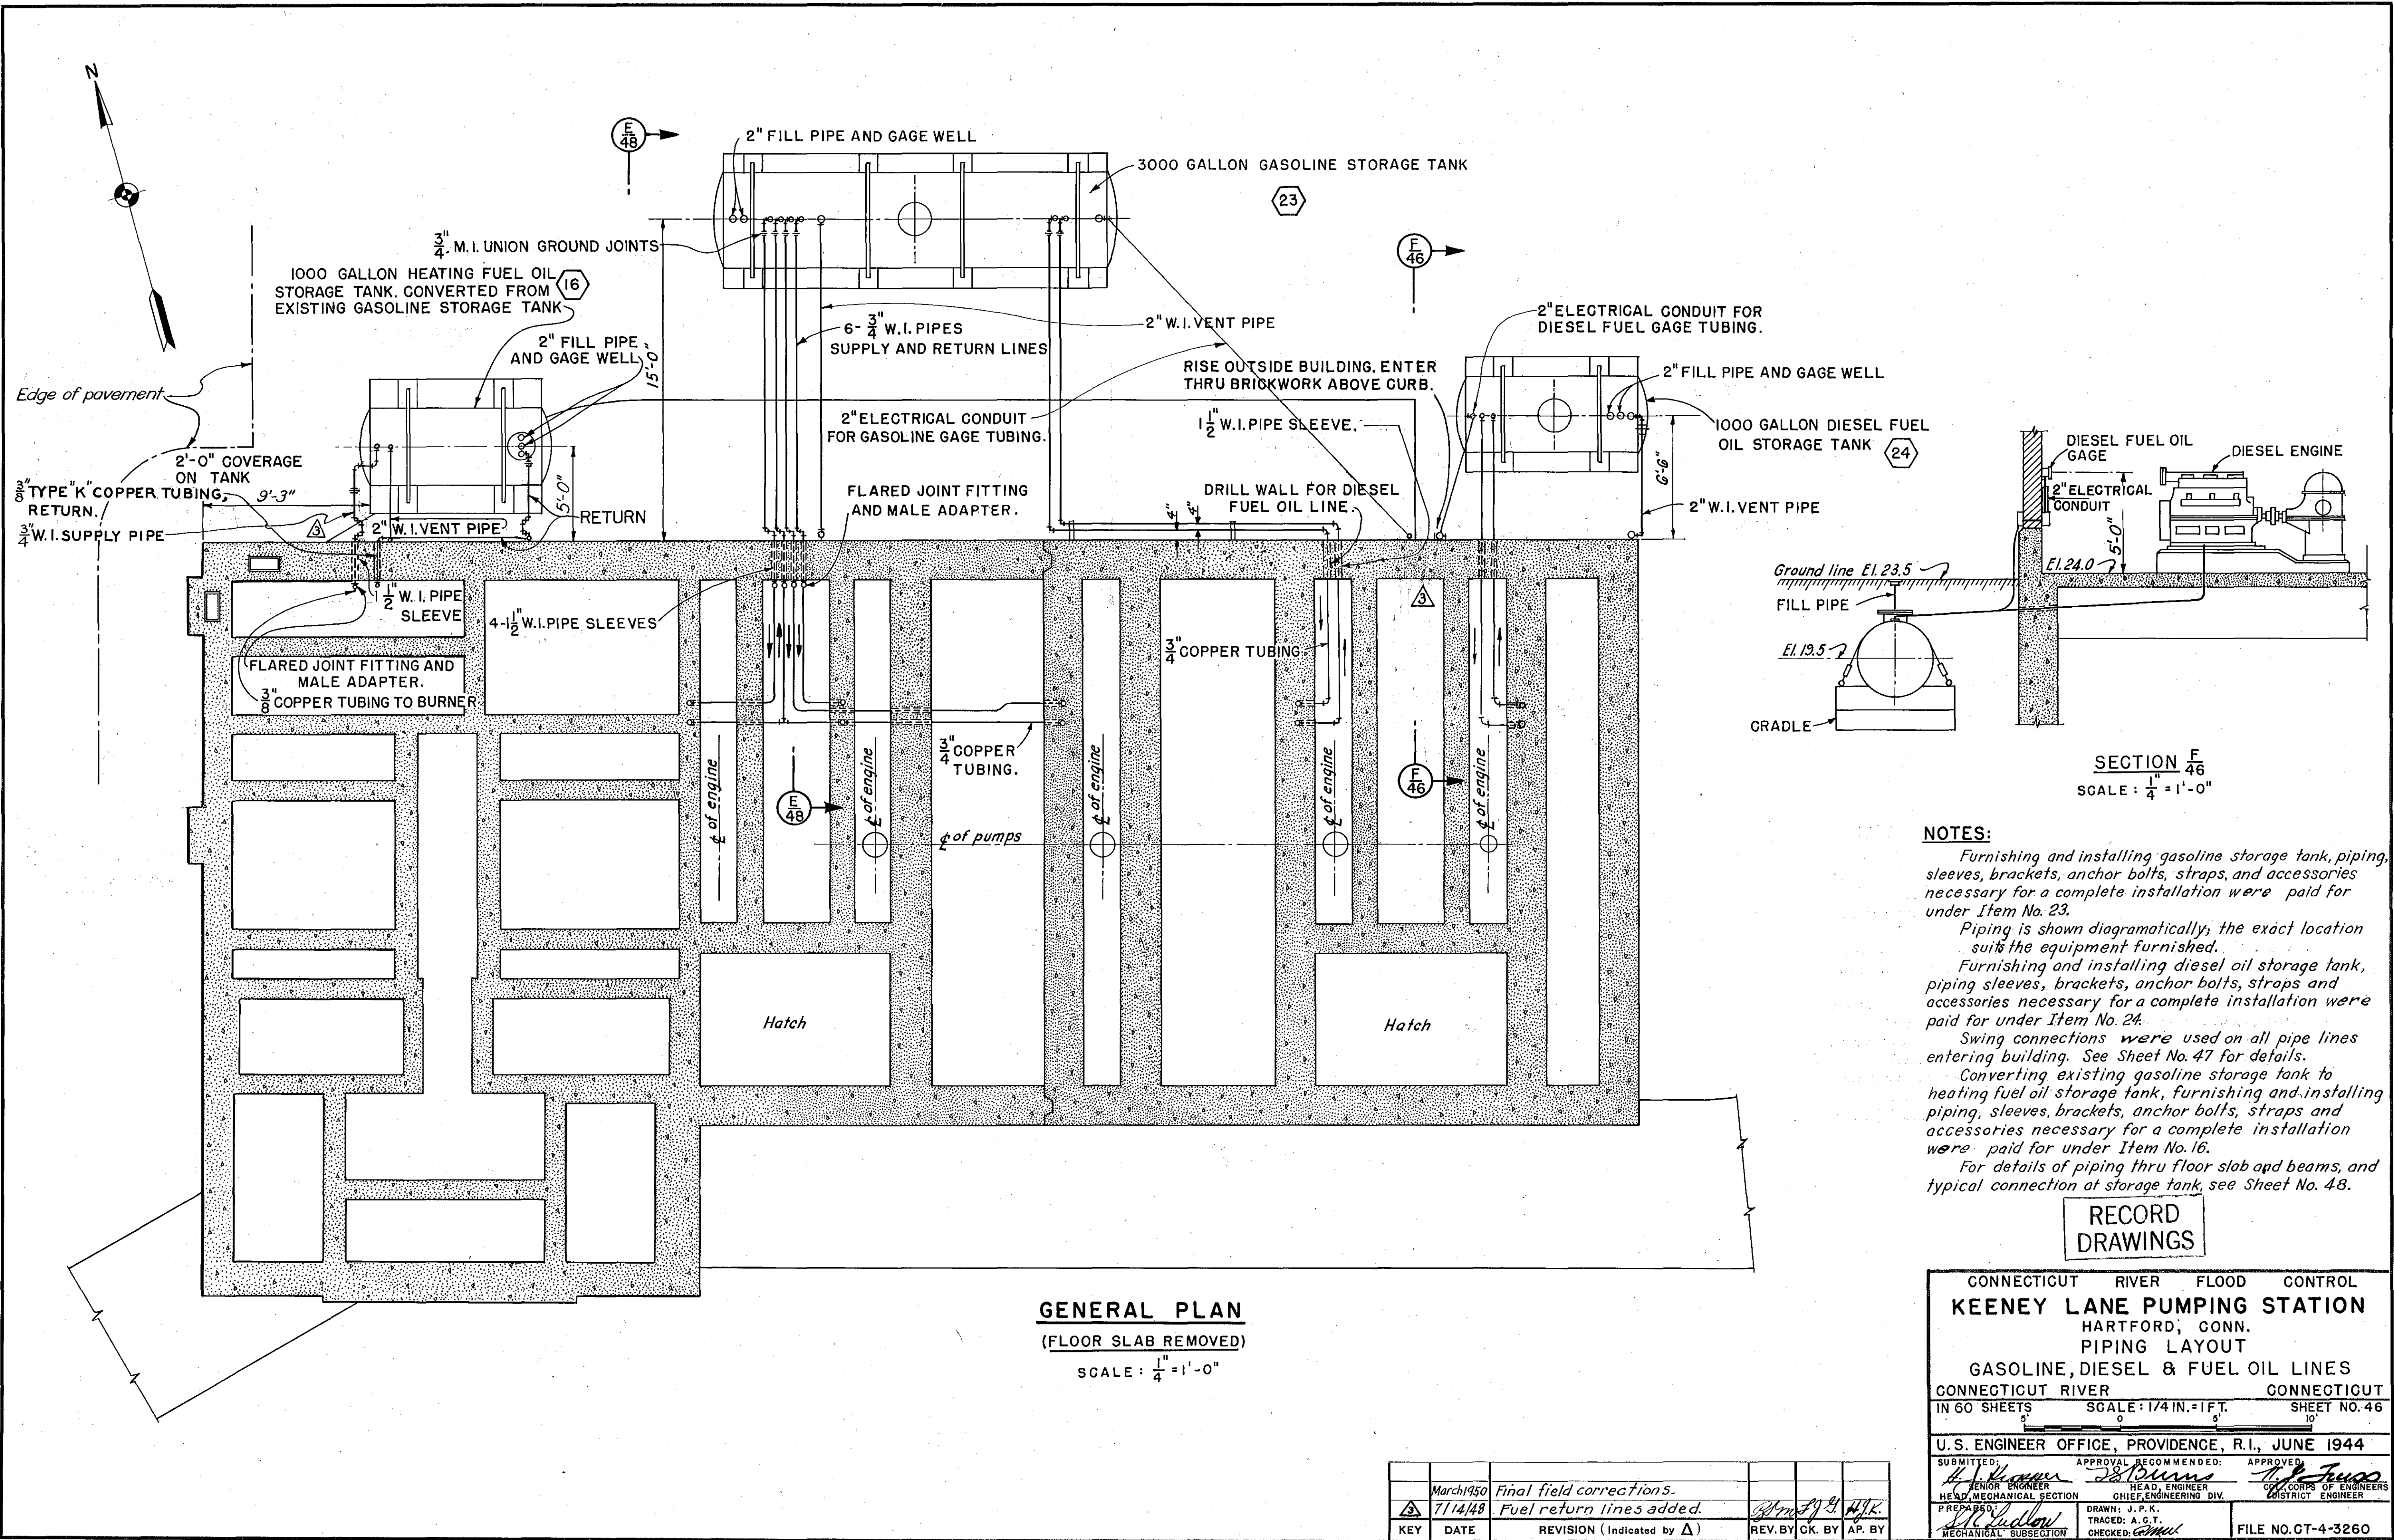 N
E
48
2" FILL PIPE AND GAGE WELL
3000 GALLON GASOLINE STORAGE TANK
23
3/4" M.I. UNION GROUND JOINTS
1000 GALLON HEATING FUEL OIL
STORAGE TANK. CONVERTED FROM
EXISTING GASOLINE STORAGE TANK
16
2" FILL PIPE
AND GAGE WELL
15'-0"
6-3/4" W.I. PIPES
SUPPLY AND RETURN LINES
2" W.I. VENT PIPE
F
46
2" ELECTRICAL CONDUIT FOR
DIESEL FUEL GAGE TUBING.
RISE OUTSIDE BUILDING. ENTER
THRU BRICKWORK ABOVE CURB.
2" FILL PIPE AND GAGE WELL
Edge of pavement
2" ELECTRICAL CONDUIT
FOR GASOLINE GAGE TUBING.
1 1/2" W.I. PIPE SLEEVE.
1000 GALLON DIESEL FUEL
OIL STORAGE TANK
24
6'-6"
2'-0" COVERAGE
ON TANK
3/8" TYPE "K" COPPER TUBING,
RETURN.
9'-3"
3/4" W.I. SUPPLY PIPE
3
2" W.I. VENT PIPE
5'-0"
RETURN
FLARED JOINT FITTING
AND MALE ADAPTER.
4"
4"
DRILL WALL FOR DIESEL
FUEL OIL LINE.
2" W.I. VENT PIPE
DIESEL FUEL OIL
GAGE
DIESEL ENGINE
2" ELECTRICAL
CONDUIT
5'-0"
Ground line El. 23.5
El. 24.0
FILL PIPE
El. 19.5
CRADLE
SECTION F
46
SCALE: 1/4" = 1'-0"
1 1/2" W.I. PIPE
SLEEVE
4-1 1/2" W.I. PIPE SLEEVES
3
3/4" COPPER TUBING
FLARED JOINT FITTING AND
MALE ADAPTER.
3/8" COPPER TUBING TO BURNER
3/4" COPPER
TUBING.
℄ of engine
E
48
℄ of engine
℄ of engine
℄ of engine
F
46
℄ of engine
℄ of pumps
Hatch
Hatch
GENERAL PLAN
(FLOOR SLAB REMOVED)
SCALE: 1/4" = 1'-0"
NOTES:
Furnishing and installing gasoline storage tank, piping,
sleeves, brackets, anchor bolts, straps, and accessories
necessary for a complete installation were paid for
under Item No. 23.
Piping is shown diagramatically; the exact location
suits the equipment furnished.
Furnishing and installing diesel oil storage tank,
piping sleeves, brackets, anchor bolts, straps and
accessories necessary for a complete installation were
paid for under Item No. 24.
Swing connections were used on all pipe lines
entering building. See Sheet No. 47 for details.
Converting existing gasoline storage tank to
heating fuel oil storage tank, furnishing and installing
piping, sleeves, brackets, anchor bolts, straps and
accessories necessary for a complete installation
were paid for under Item No. 16.
For details of piping thru floor slab and beams, and
typical connection at storage tank, see Sheet No. 48.
RECORD
DRAWINGS
CONNECTICUT RIVER FLOOD CONTROL
KEENEY LANE PUMPING STATION
HARTFORD, CONN.
PIPING LAYOUT
GASOLINE, DIESEL & FUEL OIL LINES
CONNECTICUT RIVER CONNECTICUT
IN 60 SHEETS SCALE: 1/4 IN.=1 FT. SHEET NO. 46
5' 0 5' 10'
U.S. ENGINEER OFFICE, PROVIDENCE, R.I., JUNE 1944
SUBMITTED: APPROVAL RECOMMENDED: APPROVED:
SENIOR ENGINEER HEAD, ENGINEER COL., CORPS OF ENGINEERS
HEAD, MECHANICAL SECTION CHIEF, ENGINEERING DIV. DISTRICT ENGINEER
PREPARED: DRAWN: J.P.K.
TRACED: A.C.T.
MECHANICAL SUBSECTION CHECKED: FILE NO. CT-4-3260
March 1950 Final field corrections.
3 7/14/48 Fuel return lines added. H.J.K.
KEY DATE REVISION (Indicated by Δ) REV. BY CK. BY AP. BY